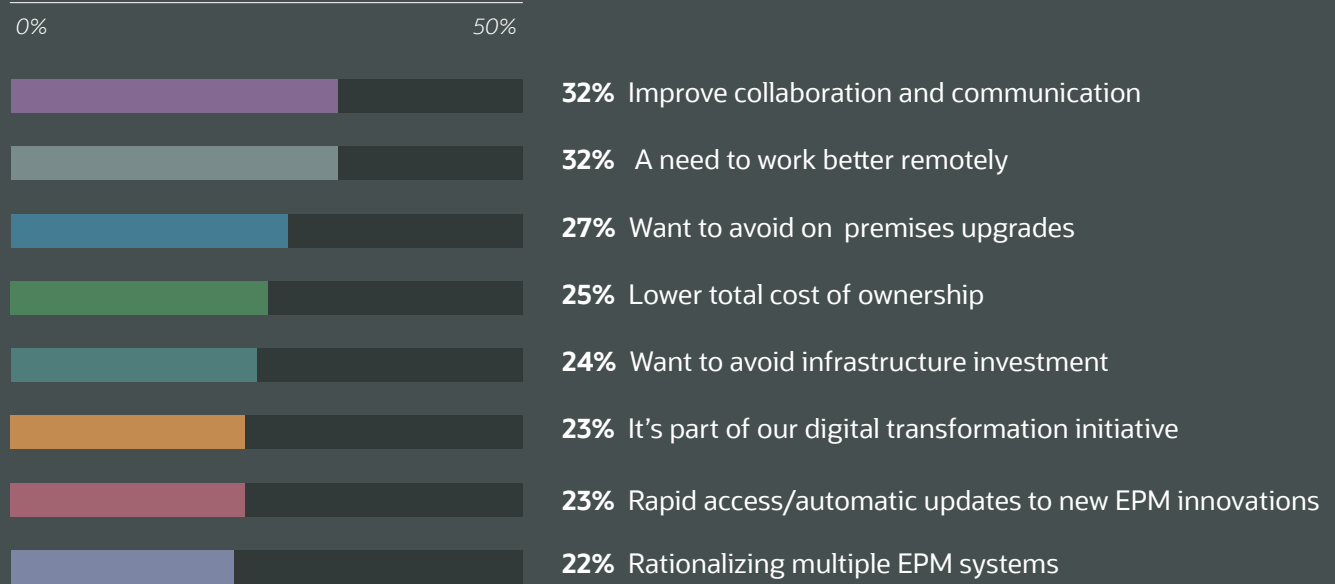 0% 50%
32% Improve collaboration and communication
32% A need to work better remotely
27% Want to avoid on premises upgrades
25% Lower total cost of ownership
24% Want to avoid infrastructure investment
23% It’s part of our digital transformation initiative
23% Rapid access/automatic updates to new EPM innovations
22% Rationalizing multiple EPM systems